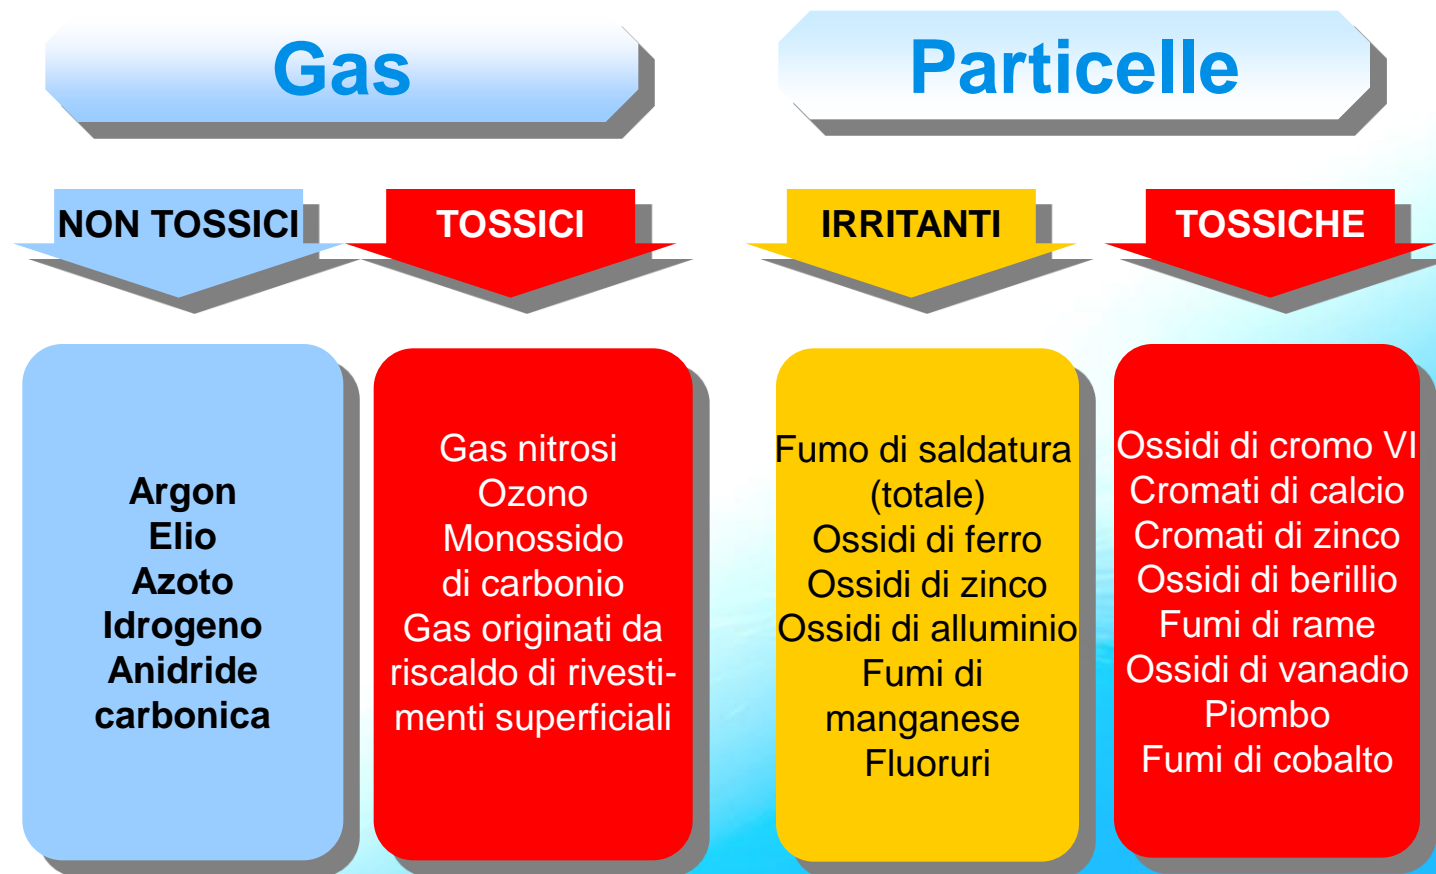 Gas
Particelle
NON TOSSICI
TOSSICI
IRRITANTI
TOSSICHE
Argon
Elio
Azoto
Idrogeno
Anidride
carbonica
Gas nitrosi
Ozono
Monossido
di carbonio
Gas originati da
riscaldo di rivesti-
menti superficiali
Fumo di saldatura
(totale)
Ossidi di ferro
Ossidi di zinco
Ossidi di alluminio
Fumi di
manganese
Fluoruri
Ossidi di cromo VI
Cromati di calcio
Cromati di zinco
Ossidi di berillio
Fumi di rame
Ossidi di vanadio
Piombo
Fumi di cobalto